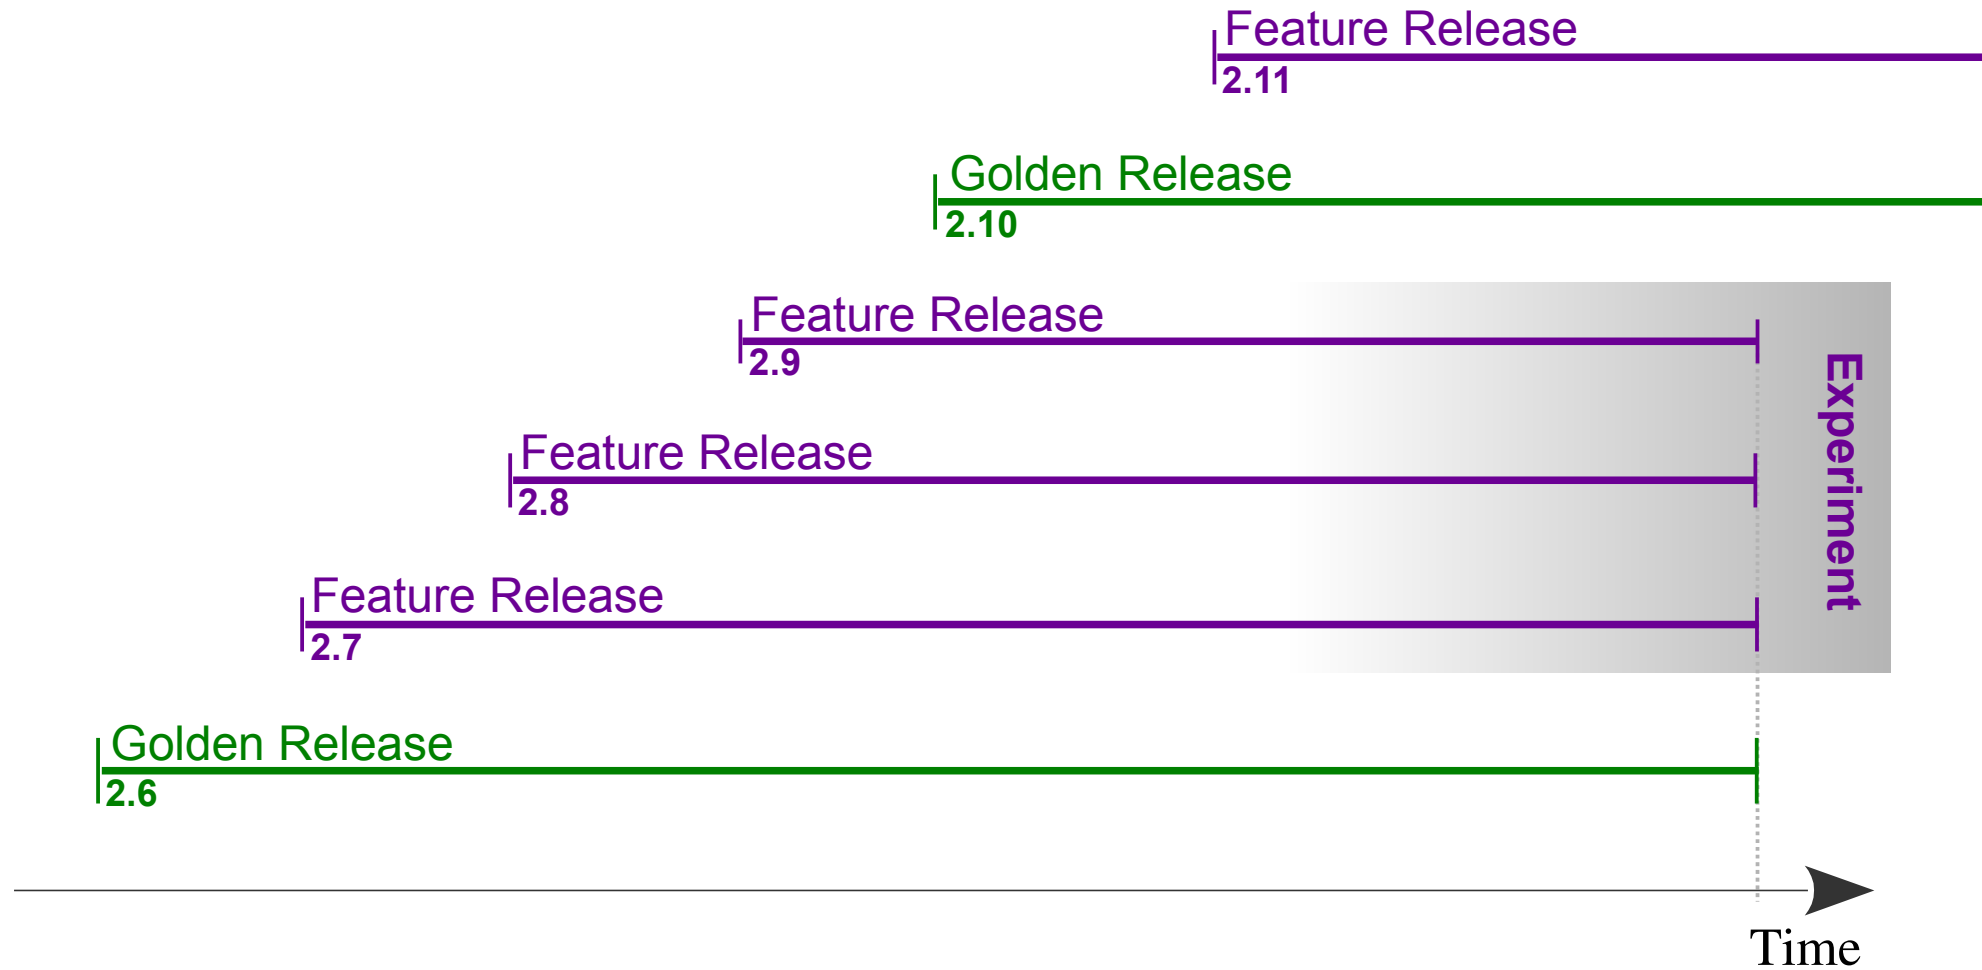 Feature Release
2.11
Golden Release
2.10
Feature Release
2.9
Experiment
Feature Release
2.8
Feature Release
2.7
Golden Release
2.6
Time